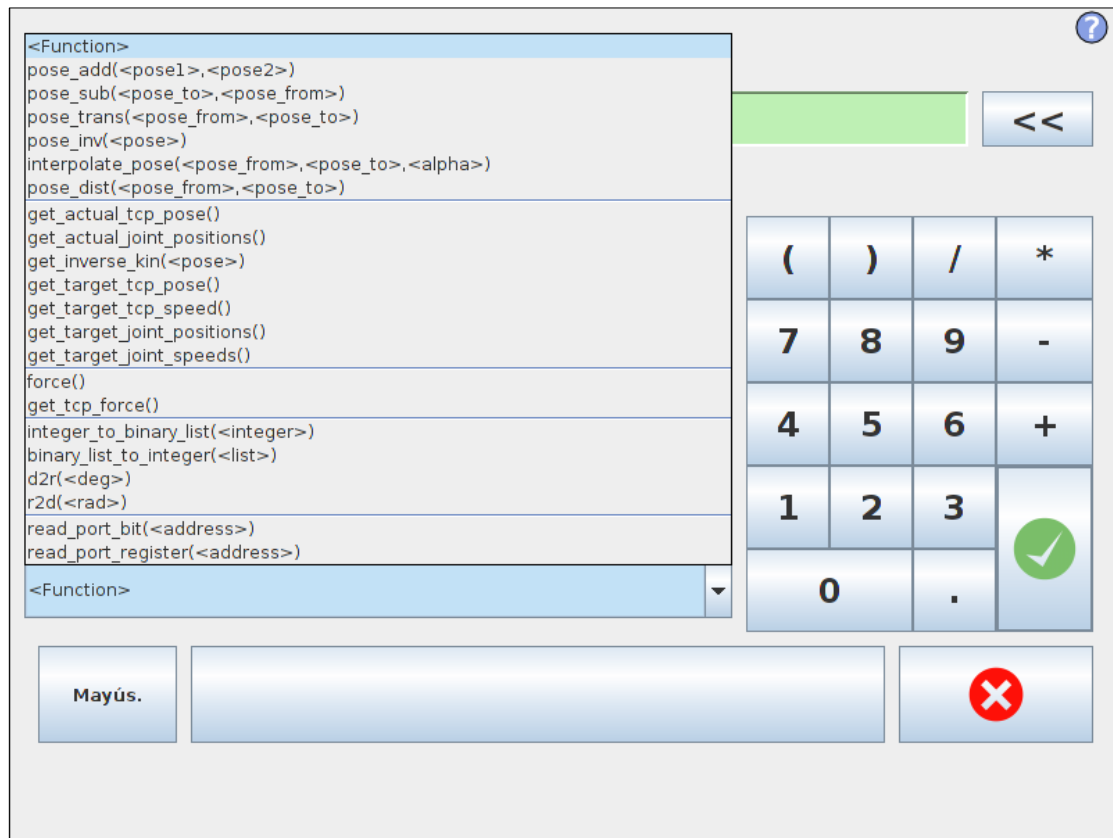 ?
<Function>
pose_add(<pose1>,<pose2>)
pose_sub(<pose_to>,<pose_from>)
pose_trans(<pose_from>,<pose_to>)
pose_inv(<pose>)
interpolate_pose(<pose_from>,<pose_to>,<alpha>)
pose_dist(<pose_from>,<pose_to>)
get_actual_tcp_pose()
get_actual_joint_positions()
get_inverse_kin(<pose>)
get_target_tcp_pose()
get_target_tcp_speed()
get_target_joint_positions()
get_target_joint_speeds()
force()
get_tcp_force()
integer_to_binary_list(<integer>)
binary_list_to_integer(<list>)
d2r(<deg>)
r2d(<rad>)
read_port_bit(<address>)
read_port_register(<address>)
<Function>
<<
( ) / *
7 8 9 -
4 5 6 +
1 2 3
0 .
Mayús.